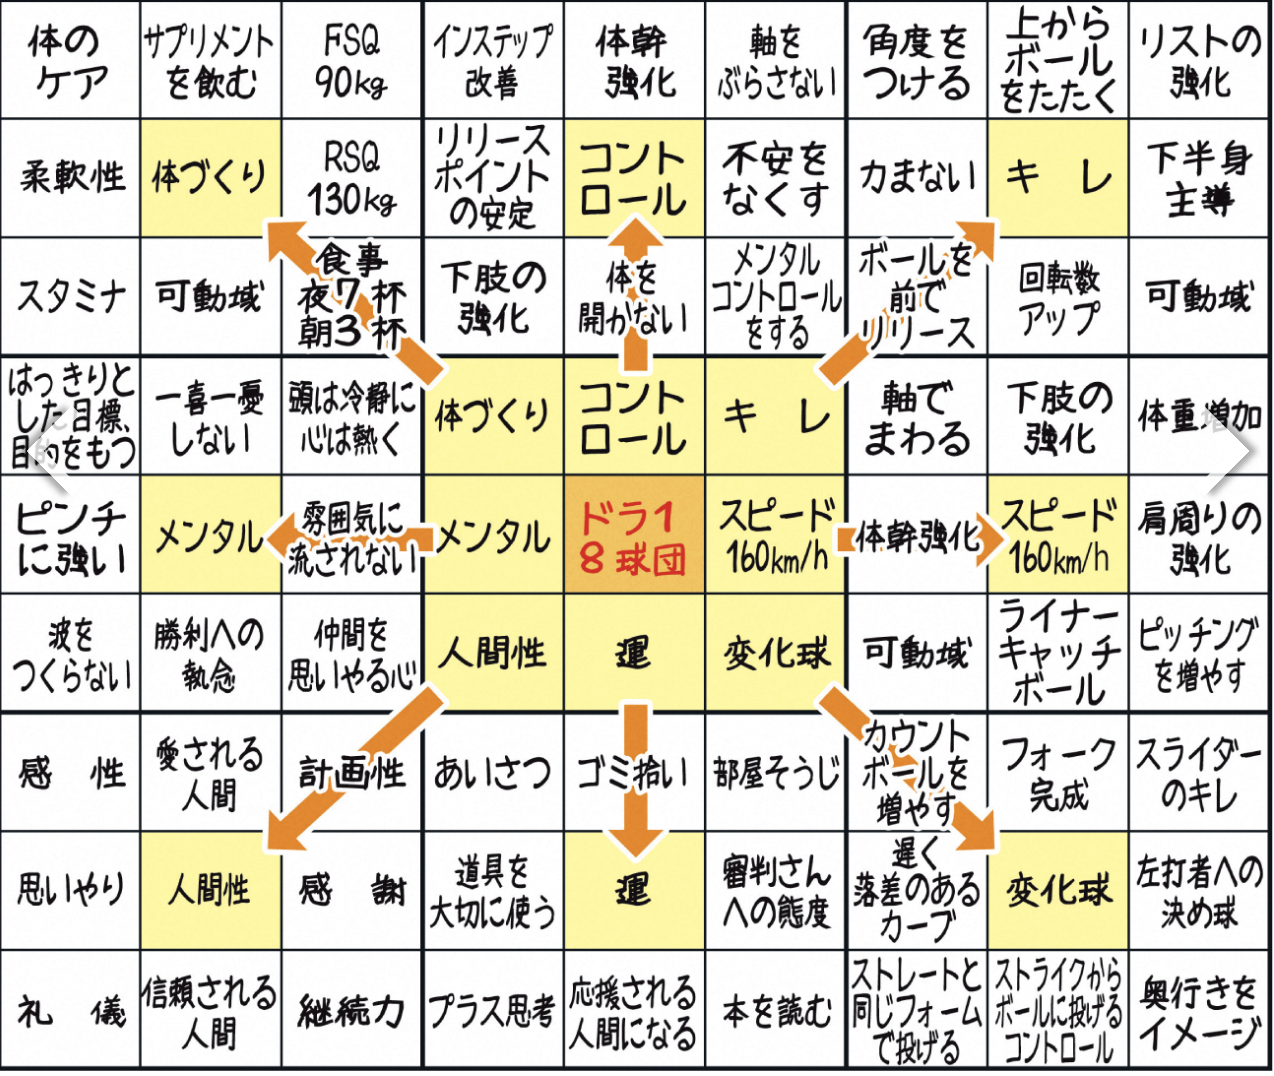 体の
ケア
サプリメント
を飲む
FSQ
90kg
インステップ
改善
体幹
強化
軸を
ぶらさない
角度を
つける
上から
ボール
をたたく
リストの
強化
柔軟性
体づくり
RSQ
130kg
リリース
ポイント
の安定
コント
ロール
不安を
なくす
力まない
キ レ
下半身
主導
スタミナ
可動域
食事
夜7杯
朝3杯
下肢の
強化
体を
開かない
メンタル
コントロール
をする
ボールを
前で
リリース
回転数
アップ
可動域
はっきりと
した目標、
目的をもつ
一喜一憂
しない
頭は冷静に
心は熱く
体づくり
コント
ロール
キ レ
軸で
まわる
下肢の
強化
体重増加
ピンチ
に強い
メンタル
雰囲気に
流されない
メンタル
ドラ1
8球団
スピード
160km/h
体幹強化
スピード
160km/h
肩周りの
強化
波を
つくらない
勝利への
執念
仲間を
思いやる心
人間性
運
変化球
可動域
ライナー
キャッチ
ボール
ピッチング
を増やす
感 性
愛される
人間
計画性
あいさつ
ゴミ拾い
部屋そうじ
カウント
ボールを
増やす
フォーク
完成
スライダー
のキレ
思いやり
人間性
感 謝
道具を
大切に使う
運
審判さん
への態度
遅く
落差のある
カーブ
変化球
左打者への
決め球
礼 儀
信頼される
人間
継続力
プラス思考
応援される
人間になる
本を読む
ストレートと
同じフォーム
で投げる
ストライクから
ボールに投げる
コントロール
奥行きを
イメージ